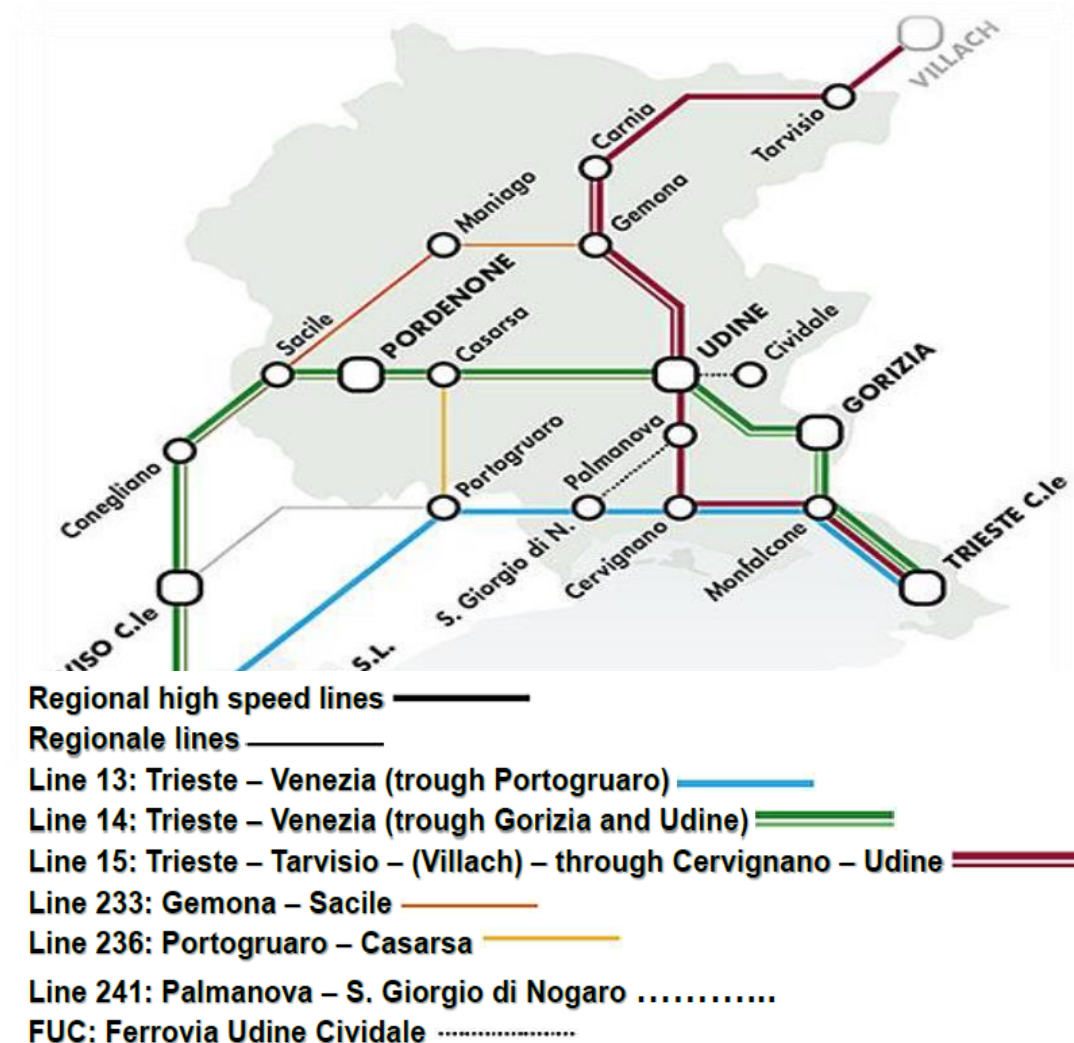 VILLACH
Tarvisio
Carnia
Gemona
Maniago
PORDENONE
Sacile
Casarsa
UDINE
Cividale
GORIZIA
Conegliano
Portogruaro
Palmanova
S. Giorgio di N.
Cervignano
Monfalcone
TRIESTE C.le
VISO C.le
S.L.
Regional high speed lines
Regionale lines
Line 13: Trieste – Venezia (trough Portogruaro)
Line 14: Trieste – Venezia (trough Gorizia and Udine)
Line 15: Trieste – Tarvisio – (Villach) – through Cervignano – Udine
Line 233: Gemona – Sacile
Line 236: Portogruaro – Casarsa
Line 241: Palmanova – S. Giorgio di Nogaro
FUC: Ferrovia Udine Cividale